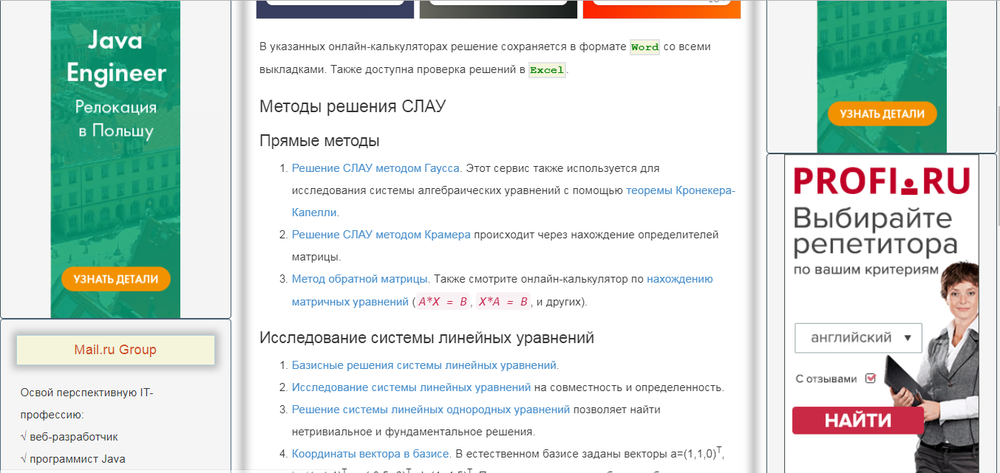 Java
Engineer
Релокация
в Польшу
УЗНАТЬ ДЕТАЛИ
Mail.ru Group
Освой перспективную IT-
профессию:
√ веб-разработчик
√ программист Java
В указанных онлайн-калькуляторах решение сохраняется в формате Word со всеми
выкладками. Также доступна проверка решений в Excel.
Методы решения СЛАУ
Прямые методы
1. Решение СЛАУ методом Гаусса. Этот сервис также используется для
исследования системы алгебраических уравнений с помощью теоремы Кронекера-
Капелли.
2. Решение СЛАУ методом Крамера происходит через нахождение определителей
матрицы.
3. Метод обратной матрицы. Также смотрите онлайн-калькулятор по нахождению
матричных уравнений (A*X = B, X*A = B, и других).
Исследование системы линейных уравнений
1. Базисные решения системы линейных уравнений.
2. Исследование системы линейных уравнений на совместность и определенность.
3. Решение системы линейных однородных уравнений позволяет найти
нетривиальное и фундаментальное решения.
4. Координаты вектора в базисе. В естественном базисе заданы векторы a=(1,1,0)T,
УЗНАТЬ ДЕТАЛИ
PROFI.RU
Выбирайте
репетитора
по вашим критериям
английский
С отзывами
НАЙТИ